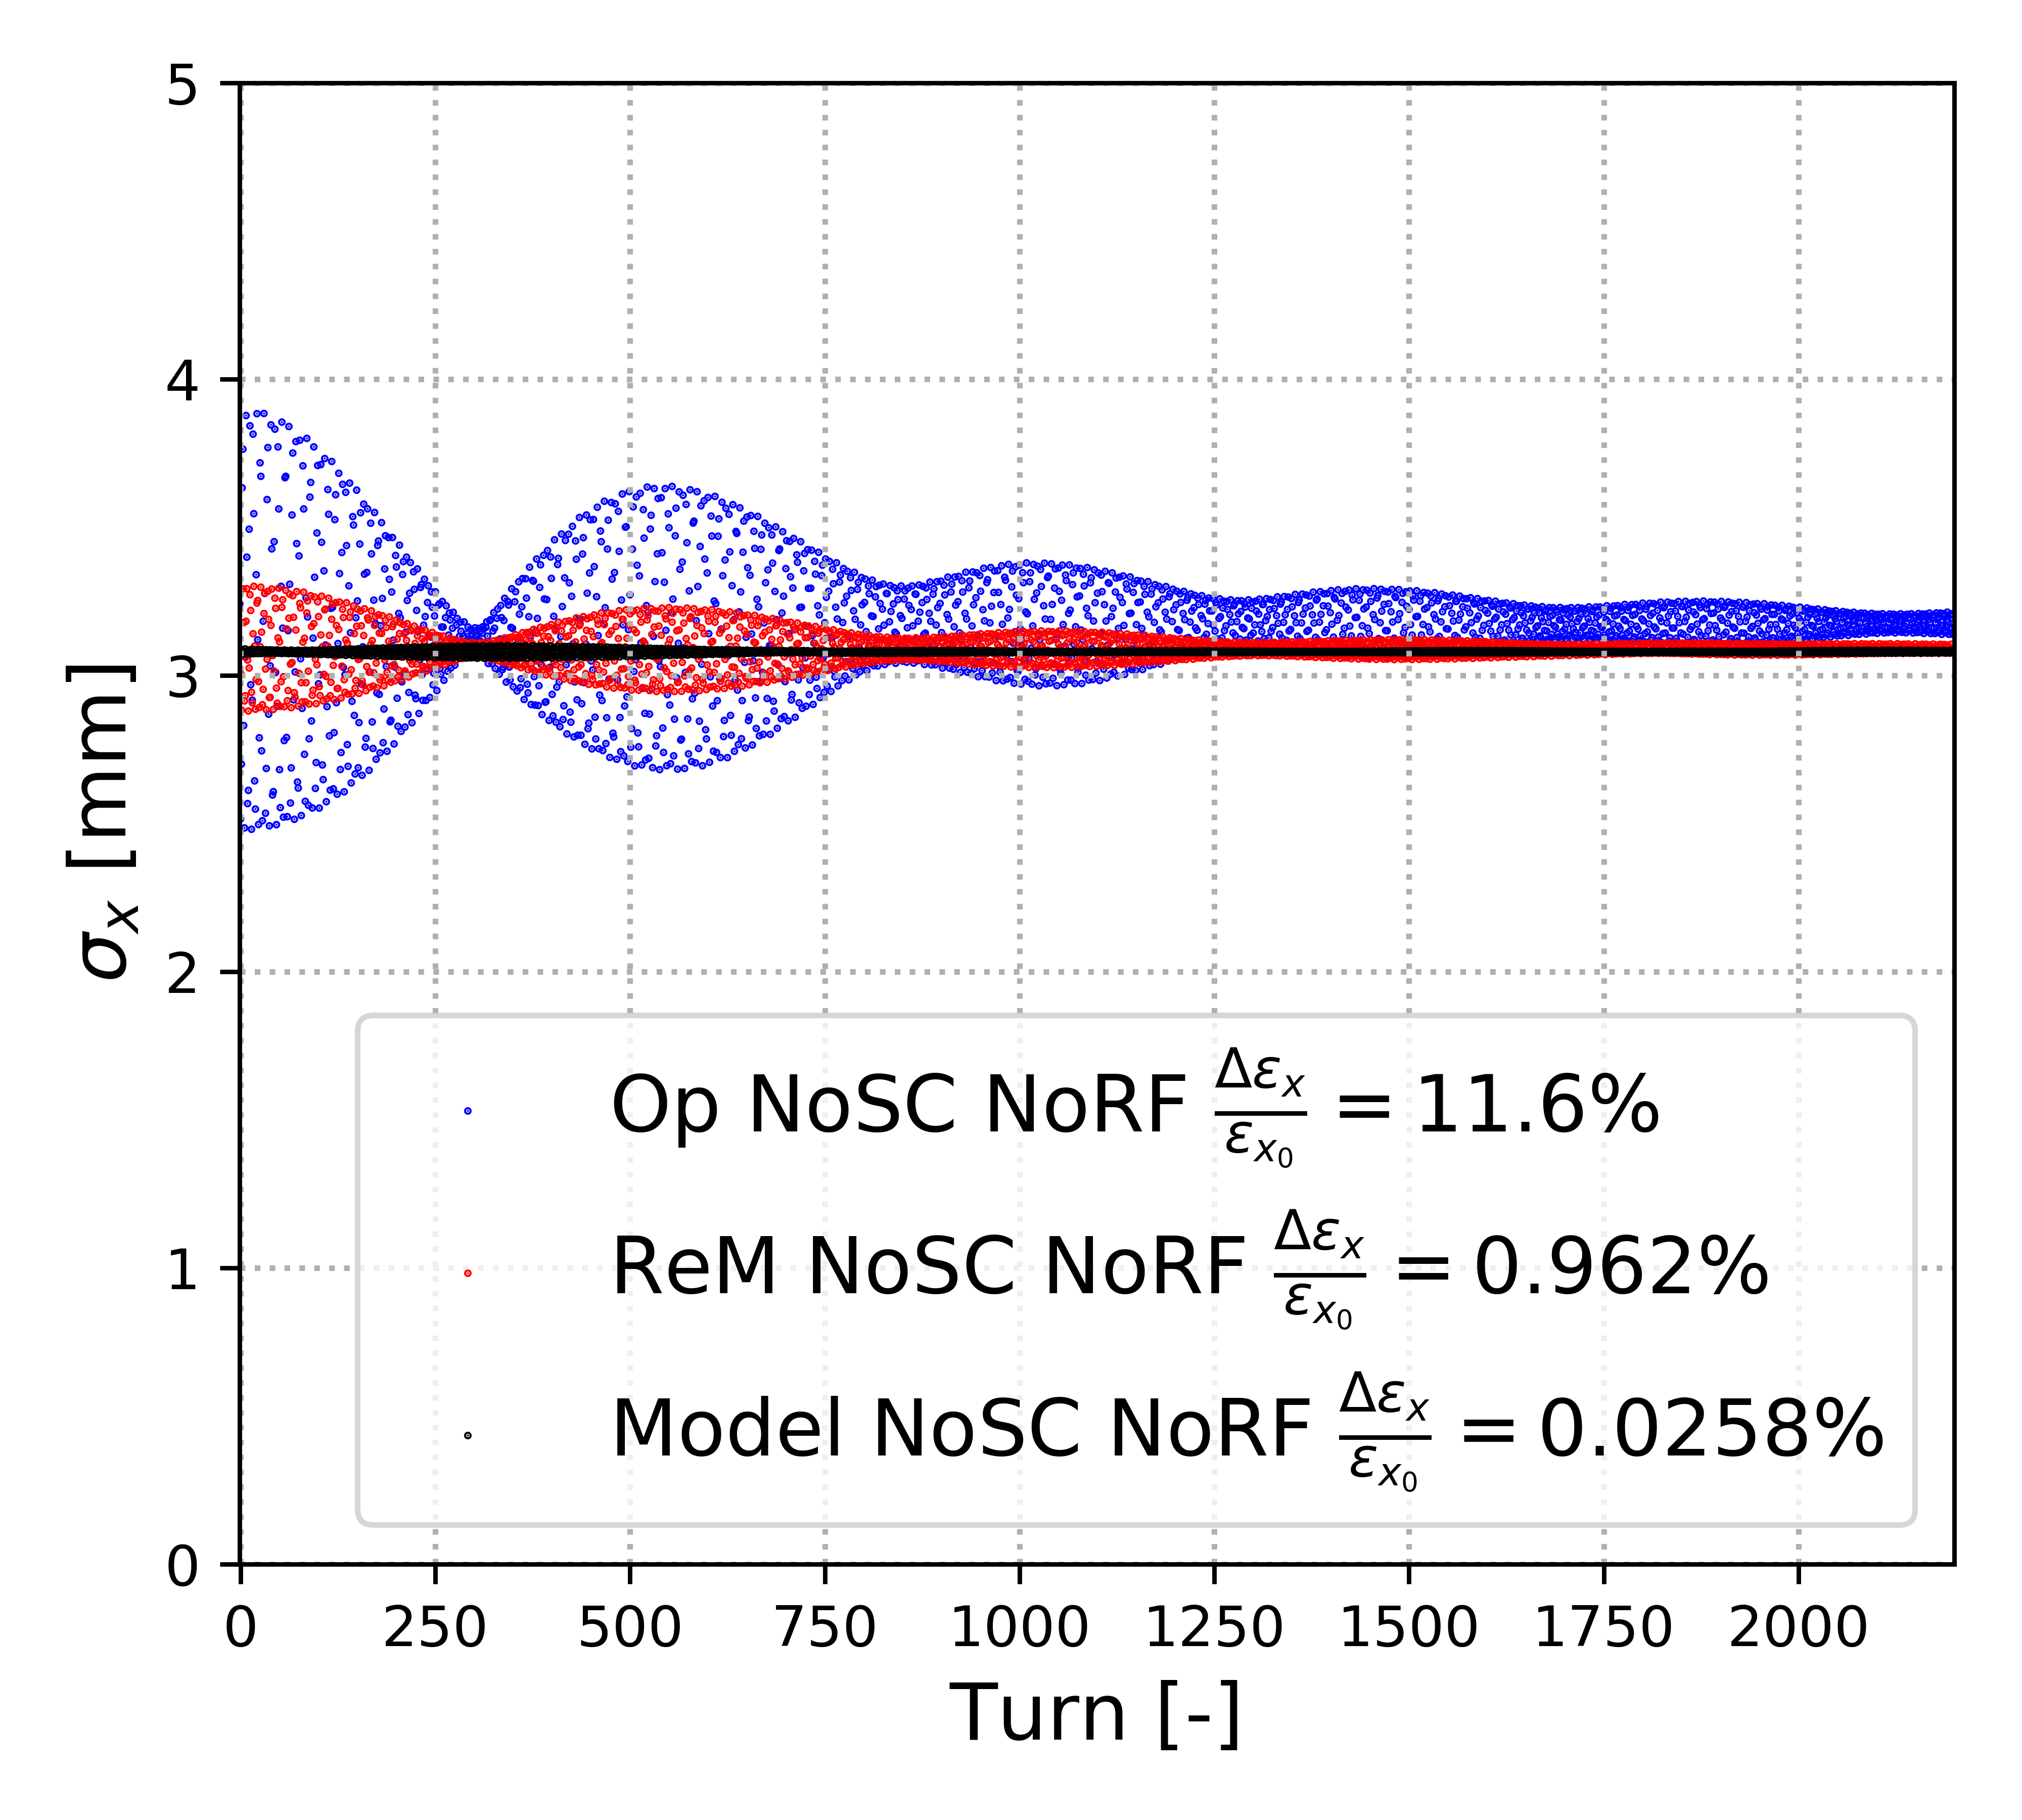 5
4
3
2
1
0
σx [mm]
Op NoSC NoRF Δεx/εx0 = 11.6%
ReM NoSC NoRF Δεx/εx0 = 0.962%
Model NoSC NoRF Δεx/εx0 = 0.0258%
0 250 500 750 1000 1250 1500 1750 2000
Turn [-]